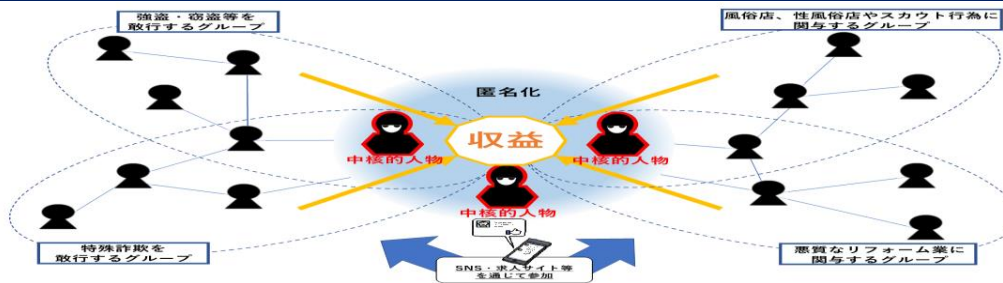 強盗・窃盗等を
敢行するグループ
風俗店、性風俗店やスカウト行為に
関与するグループ
匿名化
収益
中核的人物
中核的人物
中核的人物
特殊詐欺を
敢行するグループ
SNS・求人サイト等
を通じて参加
悪質なリフォーム業に
関与するグループ